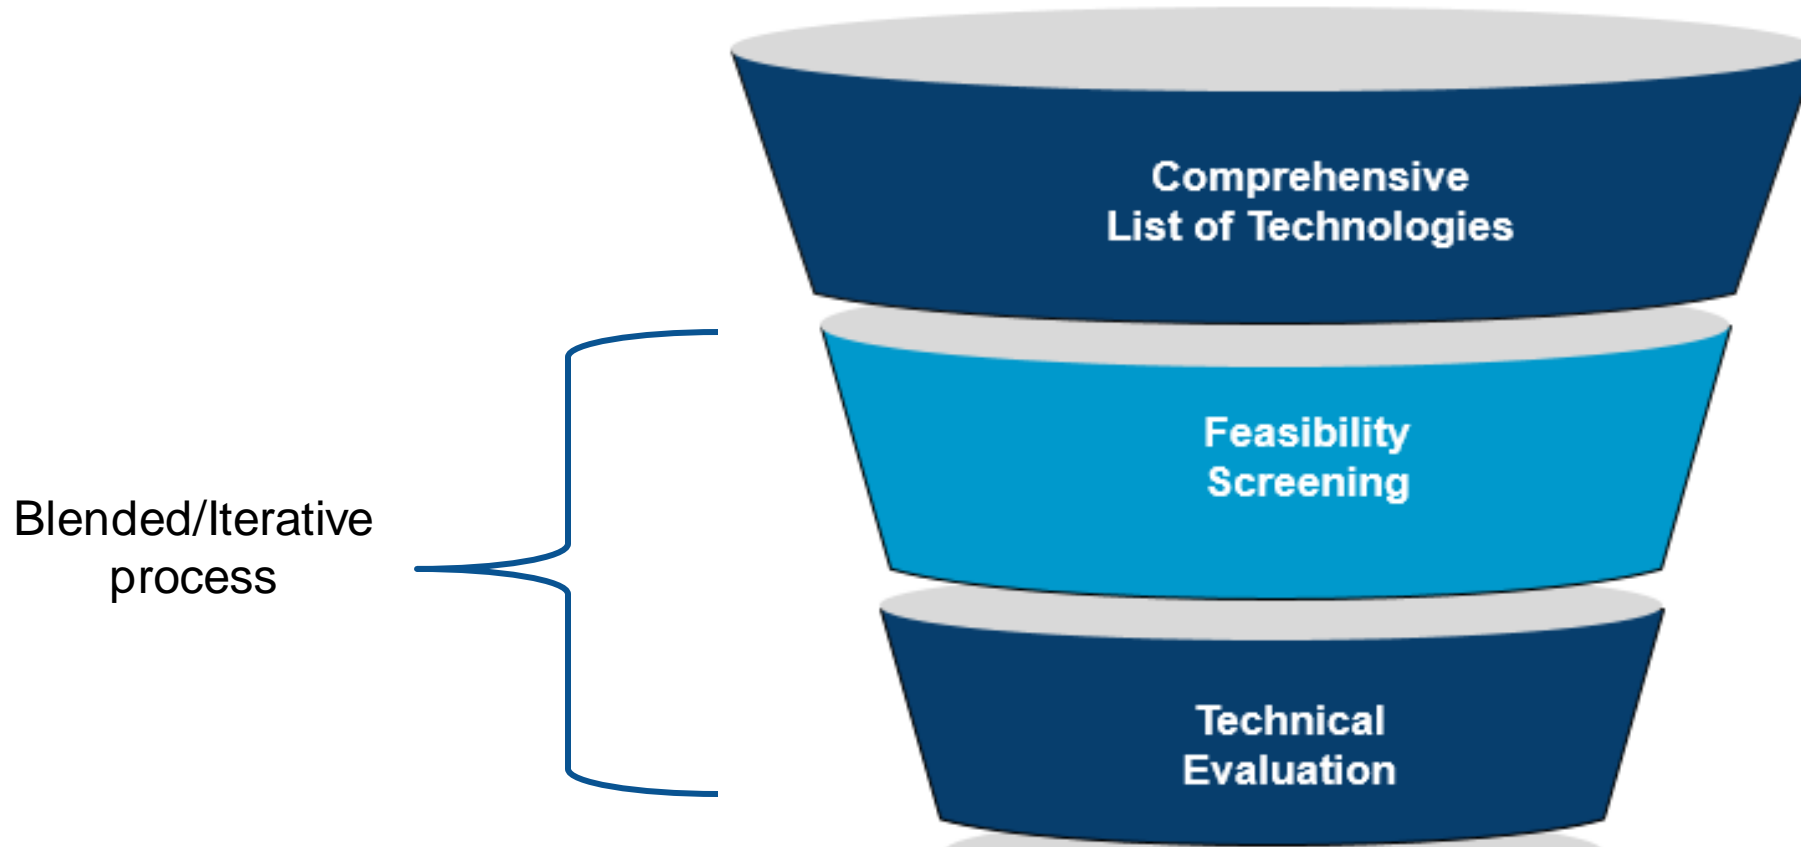 Comprehensive
List of Technologies
Feasibility
Screening
Blended/Iterative
process
Technical
Evaluation